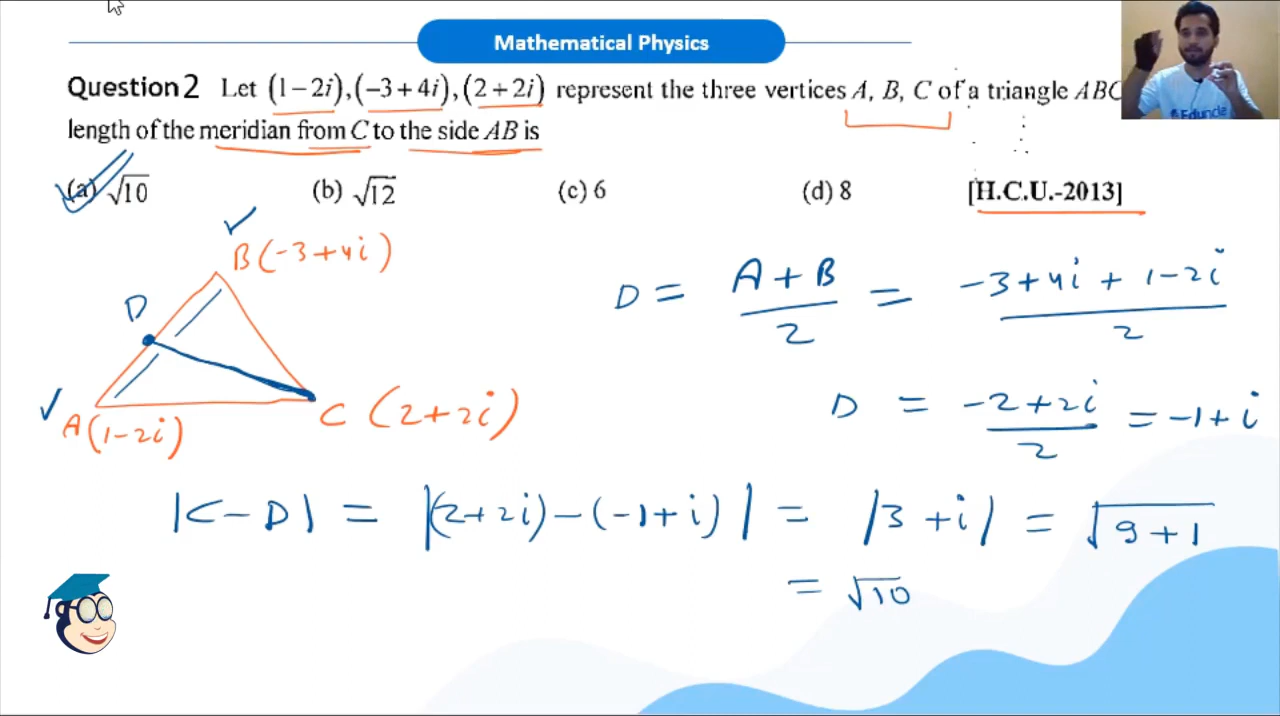 Mathematical Physics
Question 2 Let (1−2i),(−3+4i),(2+2i) represent the three vertices A, B, C of a triangle ABC
length of the meridian from C to the side AB is
(a) √10 (b) √12 (c) 6 (d) 8 [H.C.U.-2013]
B(-3+4i)
D
A(1-2i)
C (2+2i)
D = A+B/2 = -3+4i + 1-2i/2
D = -2+2i/2 = -1+i
|C-D| = |(2+2i)-(-1+i)| = |3+i| = √9+1
= √10
Eduncle